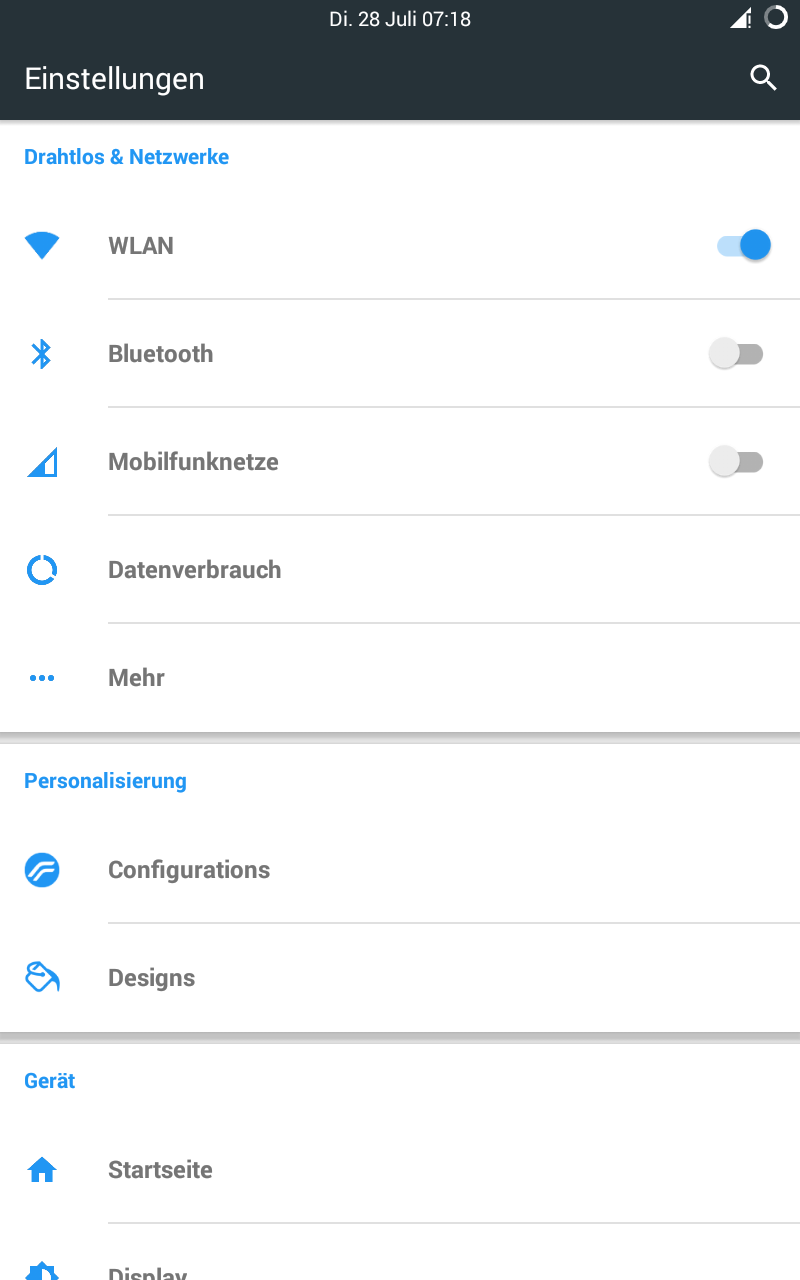 Di. 28 Juli 07:18
Einstellungen
Drahtlos & Netzwerke
WLAN
Bluetooth
Mobilfunknetze
Datenverbrauch
Mehr
Personalisierung
Configurations
Designs
Gerät
Startseite
Display